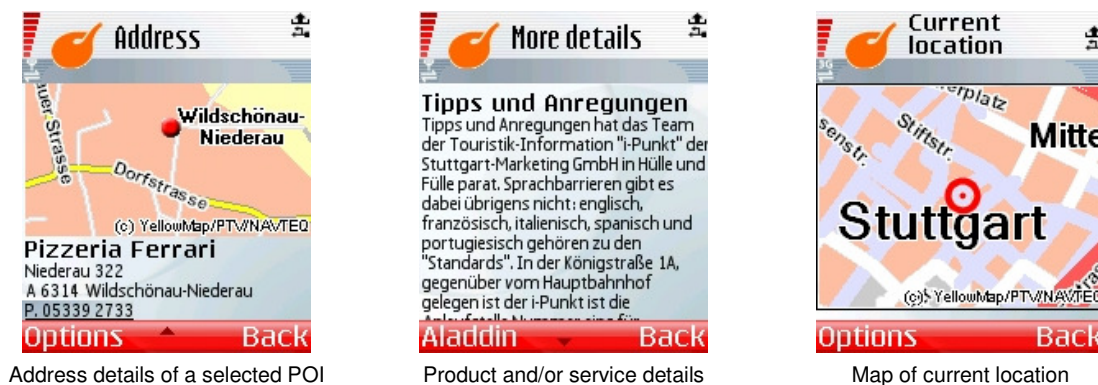 Address
auer Strasse
Wildschönau-
Niederau
Dorfstrasse
(c) YellowMap/PTV/NAVTEQ
Pizzeria Ferrari
Niederau 322
A 6314 Wildschönau-Niederau
P. 05339 2733
Options Back
Address details of a selected POI
More details
Tipps und Anregungen
Tipps und Anregungen hat das Team
der Touristik-Information "i-Punkt" der
Stuttgart-Marketing GmbH in Hülle und
Fülle parat. Sprachbarrieren gibt es
dabei übrigens nicht: englisch,
französisch, italienisch, spanisch und
portugiesisch gehören zu den
"Standards". In der Königstraße 1A,
gegenüber vom Hauptbahnhof
gelegen ist der i-Punkt ist die
Aladdin Back
Product and/or service details
Current
location
3G
erplatz
Stiftstr.
senstr.
Mitte
Stuttgart
(c) YellowMap/PTV/NAVTEQ
Options Back
Map of current location